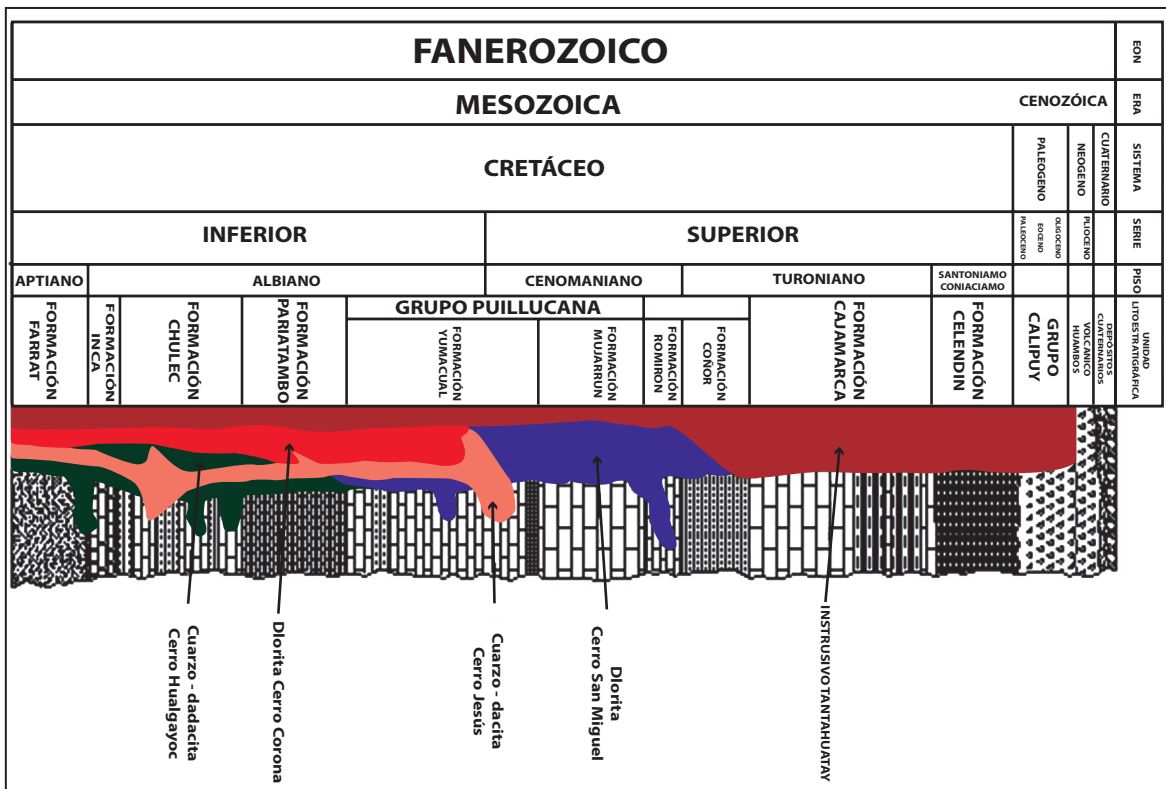 FANEROZOICO
EON
MESOZOICA
CENOZÓICA
ERA
CRETÁCEO
PALEOGENO
NEOGENO
CUATERNARIO
SISTEMA
INFERIOR
SUPERIOR
PALEOCENO
EOCENO
OLIGOCENO
PLIOCENO
SERIE
APTIANO
ALBIANO
CENOMANIANO
TURONIANO
SANTONIAMO
CONIACIAMO
PISO
FORMACIÓN
FARRAT
FORMACIÓN
INCA
FORMACIÓN
CHULEC
FORMACIÓN
PARIATAMBO
GRUPO PUILLUCANA
FORMACIÓN
YUMACUAL
FORMACIÓN
MUJARRUN
FORMACIÓN
ROMIRON
FORMACIÓN
COÑOR
FORMACIÓN
CAJAMARCA
FORMACIÓN
CELENDIN
GRUPO
CALIPUY
VOLCANICO
HUAMBOS
DEPÓSITOS
CUATERNARIOS
UNIDAD
LITOESTRATIGRÁFICA
Cuarzo - dadacita
Cerro Hualgayoc
DIorita Cerro Corona
Cuarzo - dacita
Cerro Jesús
DIorita
Cerro San Miguel
INSTRUSIVO TANTAHUATAY